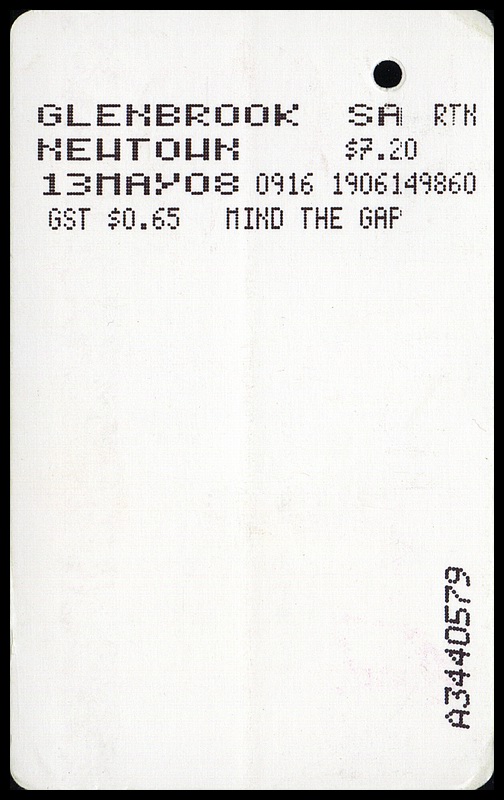 GLENBROOK SA RTN
NEWTOWN $7.20
13MAY08 0916 1906149860
GST $0.65 MIND THE GAP
A3440579